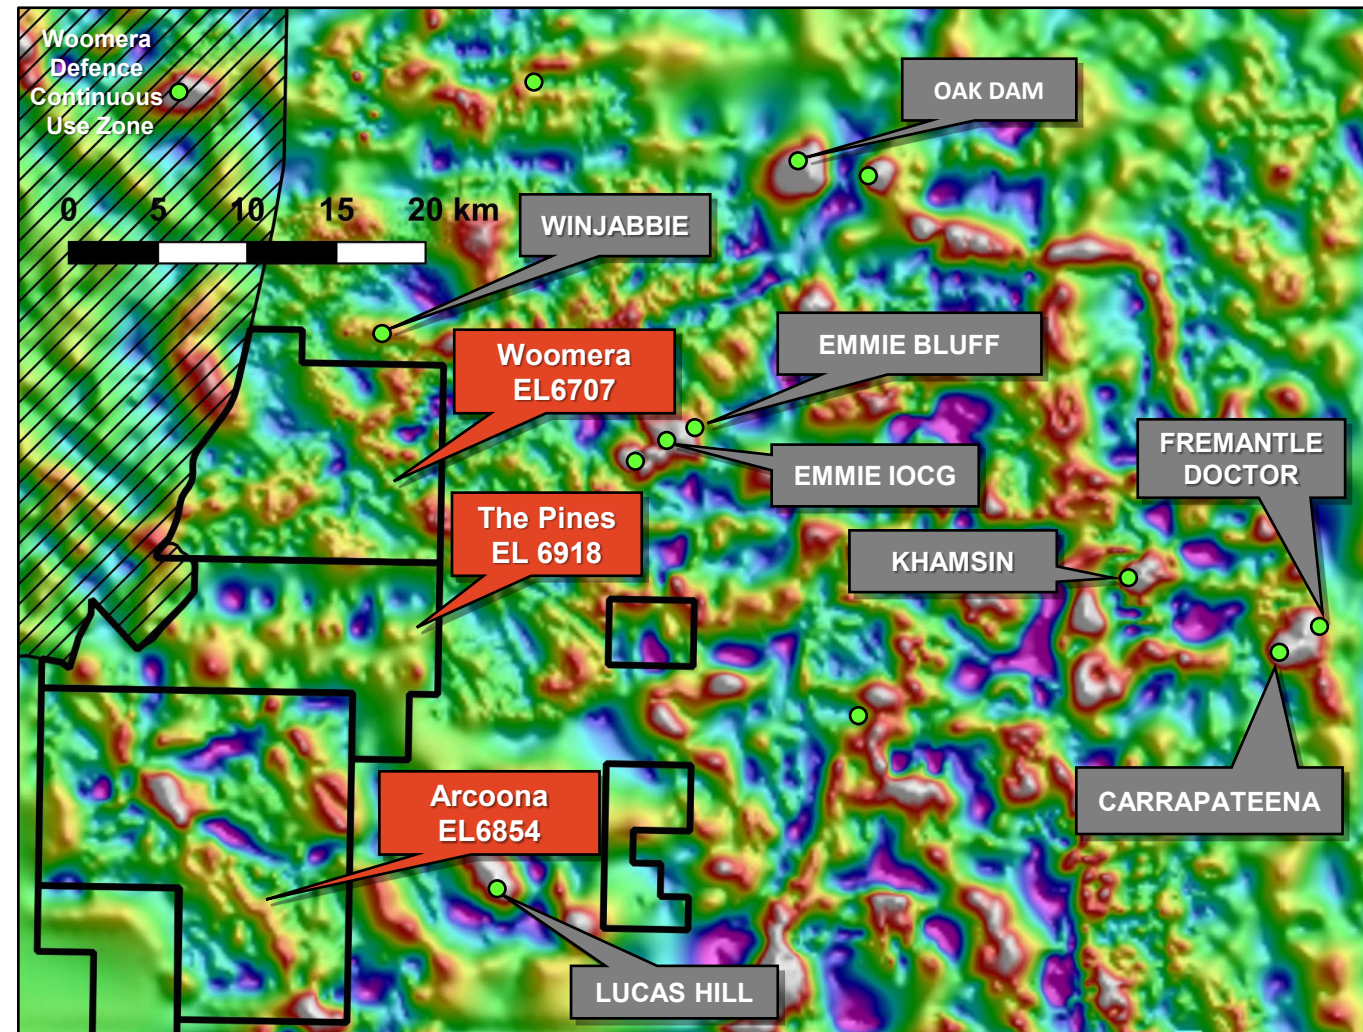 Woomera
Defence
Continuous
Use Zone
OAK DAM
0 5 10 15 20 km
WINJABBIE
Woomera
EL6707
EMMIE BLUFF
FREMANTLE
DOCTOR
EMMIE IOCG
The Pines
EL 6918
KHAMSIN
Arcoona
EL6854
CARRAPATEENA
LUCAS HILL